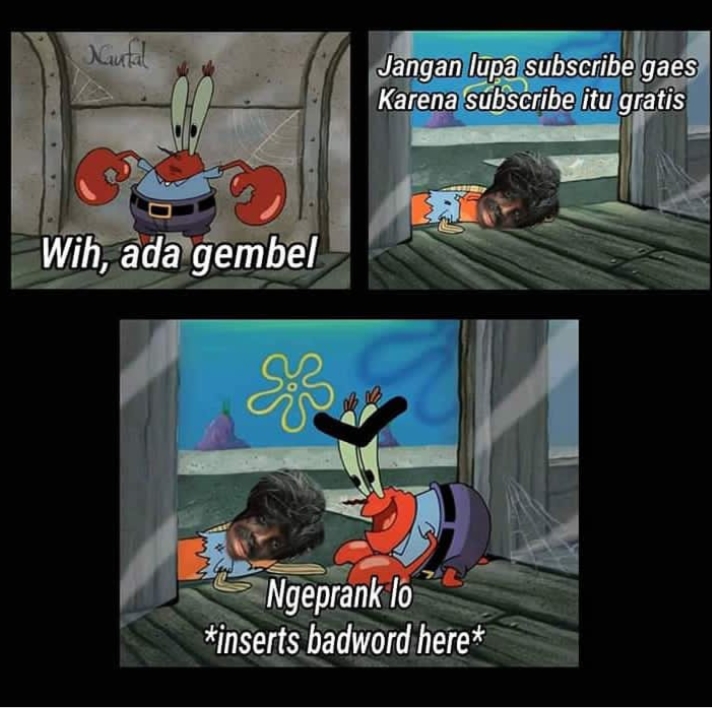 Naufal
Wih, ada gembel
Jangan lupa subscribe gaes
Karena subscribe itu gratis
Ngeprank lo
*inserts badword here*